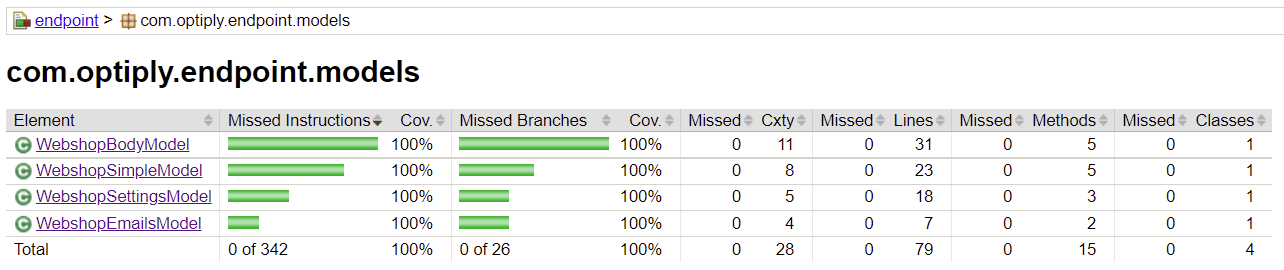 endpoint > com.optiply.endpoint.models
com.optiply.endpoint.models
Element Missed Instructions Cov. Missed Branches Cov. Missed Cxty Missed Lines Missed Methods Missed Classes
C WebshopBodyModel 100% 100% 0 11 0 31 0 5 0 1
C WebshopSimpleModel 100% 100% 0 8 0 23 0 5 0 1
C WebshopSettingsModel 100% 100% 0 5 0 18 0 3 0 1
C WebshopEmailsModel 100% 100% 0 4 0 7 0 2 0 1
Total 0 of 342 100% 0 of 26 100% 0 28 0 79 0 15 0 4